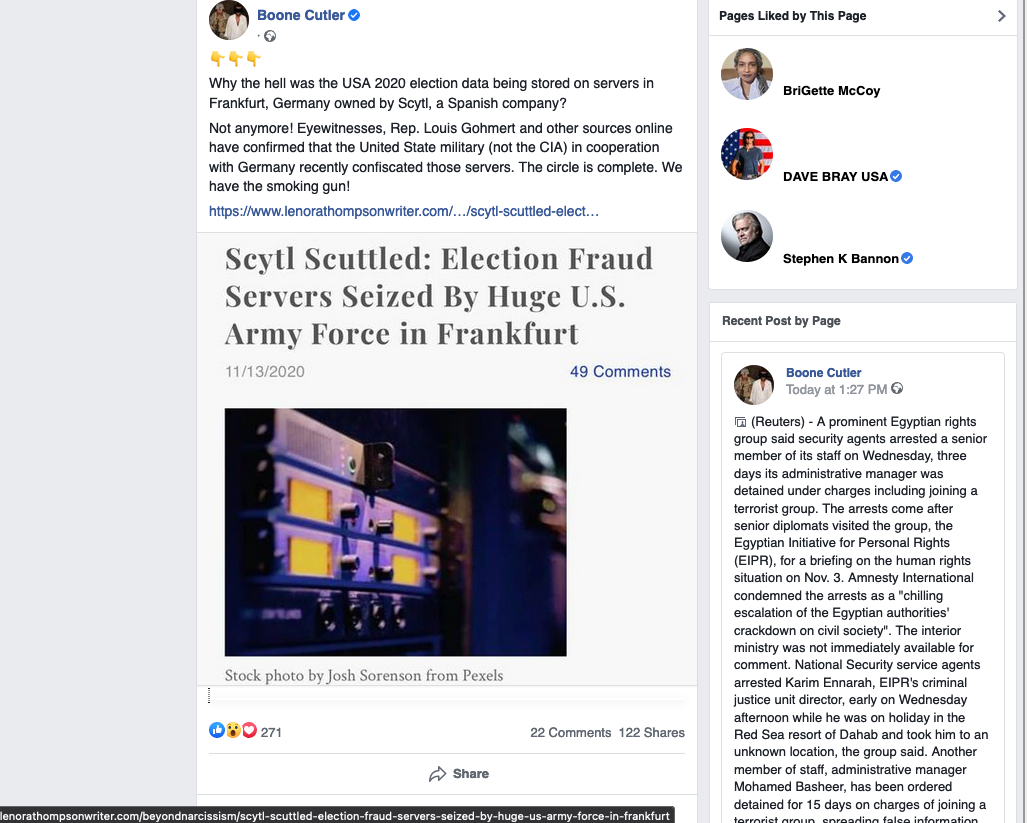 Boone Cutler
·
👇👇👇
Why the hell was the USA 2020 election data being stored on servers in
Frankfurt, Germany owned by Scytl, a Spanish company?
Not anymore! Eyewitnesses, Rep. Louis Gohmert and other sources online
have confirmed that the United State military (not the CIA) in cooperation
with Germany recently confiscated those servers. The circle is complete. We
have the smoking gun!
https://www.lenorathompsonwriter.com/…/scytl-scuttled-elect…
Scytl Scuttled: Election Fraud
Servers Seized By Huge U.S.
Army Force in Frankfurt
11/13/2020 49 Comments
Stock photo by Josh Sorenson from Pexels
271 22 Comments 122 Shares
Share
lenorathompsonwriter.com/beyondnarcissism/scytl-scuttled-election-fraud-servers-seized-by-huge-us-army-force-in-frankfurt
Pages Liked by This Page
BriGette McCoy
DAVE BRAY USA
Stephen K Bannon
Recent Post by Page
Boone Cutler
Today at 1:27 PM
(Reuters) - A prominent Egyptian rights
group said security agents arrested a senior
member of its staff on Wednesday, three
days its administrative manager was
detained under charges including joining a
terrorist group. The arrests come after
senior diplomats visited the group, the
Egyptian Initiative for Personal Rights
(EIPR), for a briefing on the human rights
situation on Nov. 3. Amnesty International
condemned the arrests as a "chilling
escalation of the Egyptian authorities'
crackdown on civil society". The interior
ministry was not immediately available for
comment. National Security service agents
arrested Karim Ennarah, EIPR's criminal
justice unit director, early on Wednesday
afternoon while he was on holiday in the
Red Sea resort of Dahab and took him to an
unknown location, the group said. Another
member of staff, administrative manager
Mohamed Basheer, has been ordered
detained for 15 days on charges of joining a
terrorist group, spreading false information